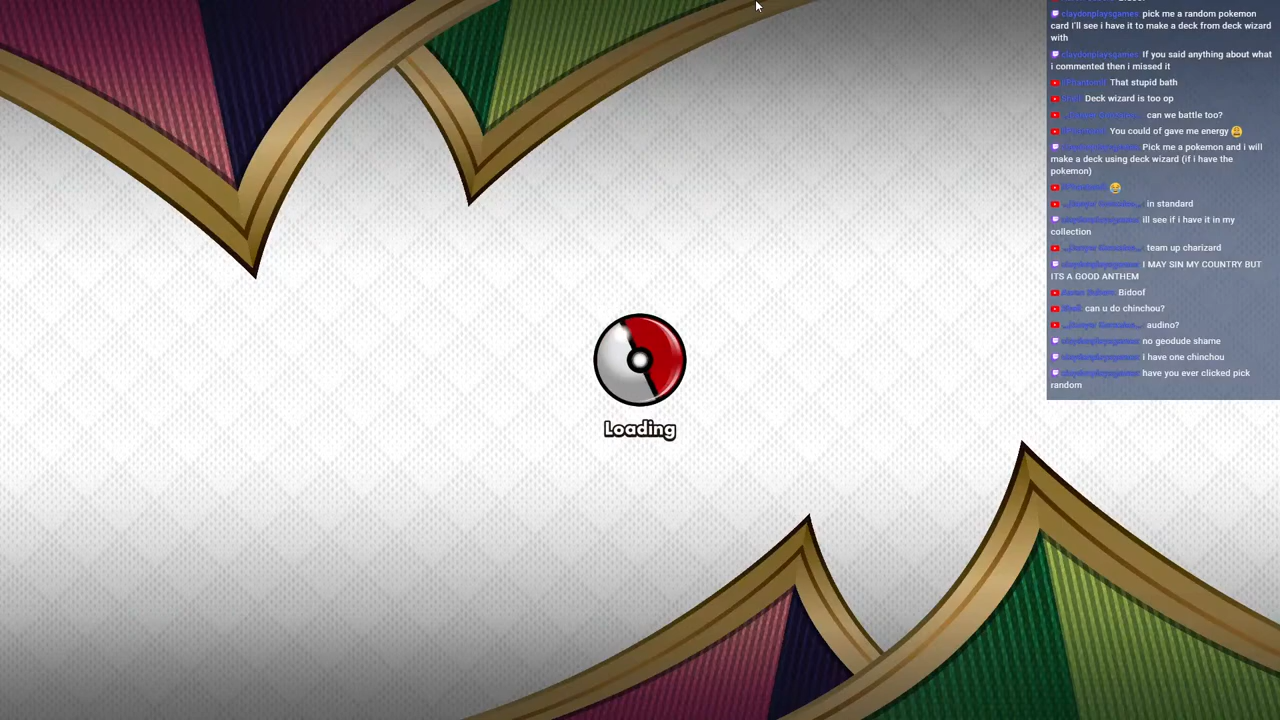 claydonplaysgames: pick me a random pokemon
card I'll see i have it to make a deck from deck wizard
with
claydonplaysgames: If you said anything about what
i commented then i missed it
That stupid bath
Deck wizard is too op
can we battle too?
You could of gave me energy 😩
Pick me a pokemon and i will
make a deck using deck wizard (if i have the
pokemon)
😂
in standard
ill see if i have it in my
collection
team up charizard
I MAY SIN MY COUNTRY BUT
ITS A GOOD ANTHEM
Bidoof
can u do chinchou?
audino?
no geodude shame
i have one chinchou
have you ever clicked pick
random
Loading